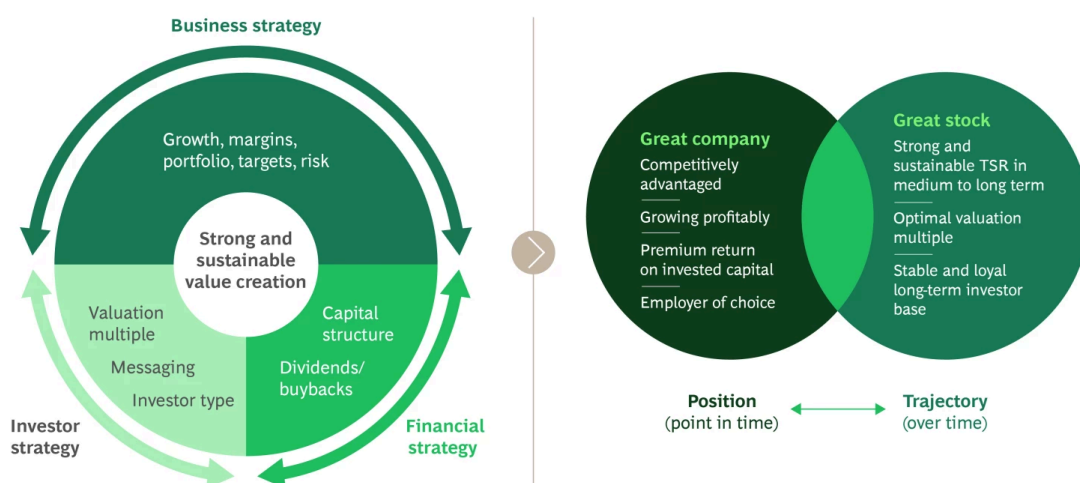 Business strategy
Growth, margins,
portfolio, targets, risk
Strong and
sustainable
value creation
Valuation
multiple
Messaging
Investor type
Capital
structure
Dividends/
buybacks
Investor
strategy
Financial
strategy
Great company
Competitively
advantaged
Growing profitably
Premium return
on invested capital
Employer of choice
Great stock
Strong and
sustainable TSR in
medium to long term
Optimal valuation
multiple
Stable and loyal
long-term investor
base
Position
(point in time)
Trajectory
(over time)